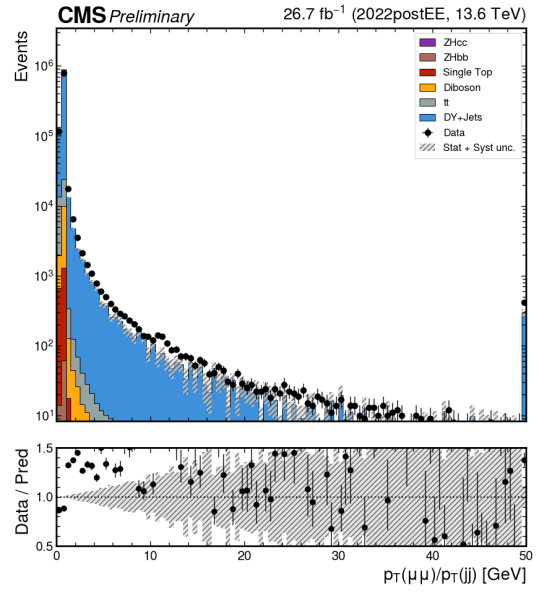 CMS Preliminary 26.7 fb⁻¹ (2022postEE, 13.6 TeV)
Events
10⁶
10⁵
10⁴
10³
10²
10¹
ZHcc
ZHbb
Single Top
Diboson
tt
DY+Jets
Data
Stat + Syst unc.
Data / Pred
1.5
1.0
0.5
0 10 20 30 40 50
p_T(μμ)/p_T(jj) [GeV]